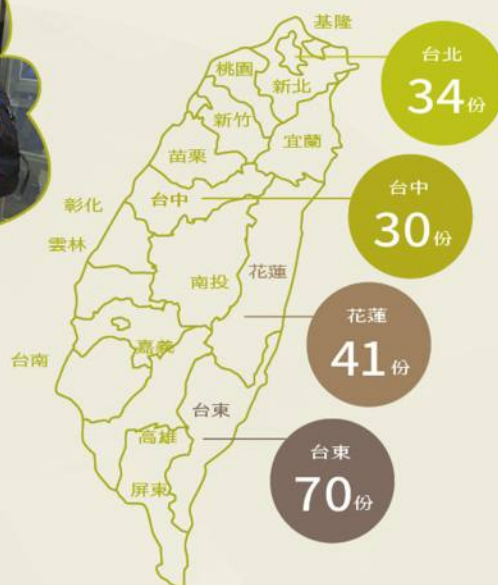 基隆
台北
34份
桃園
新北
新竹
宜蘭
苗栗
台中
30份
彰化
台中
雲林
花蓮
南投
花蓮
41份
台南
嘉義
台東
高雄
台東
70份
屏東